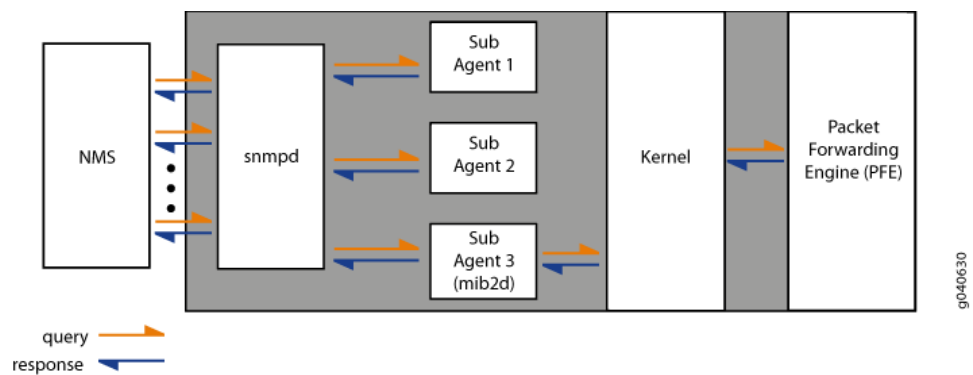 NMS
snmpd
Sub
Agent 1
Sub
Agent 2
Sub
Agent 3
(mib2d)
Kernel
Packet
Forwarding
Engine (PFE)
query
response
g040630